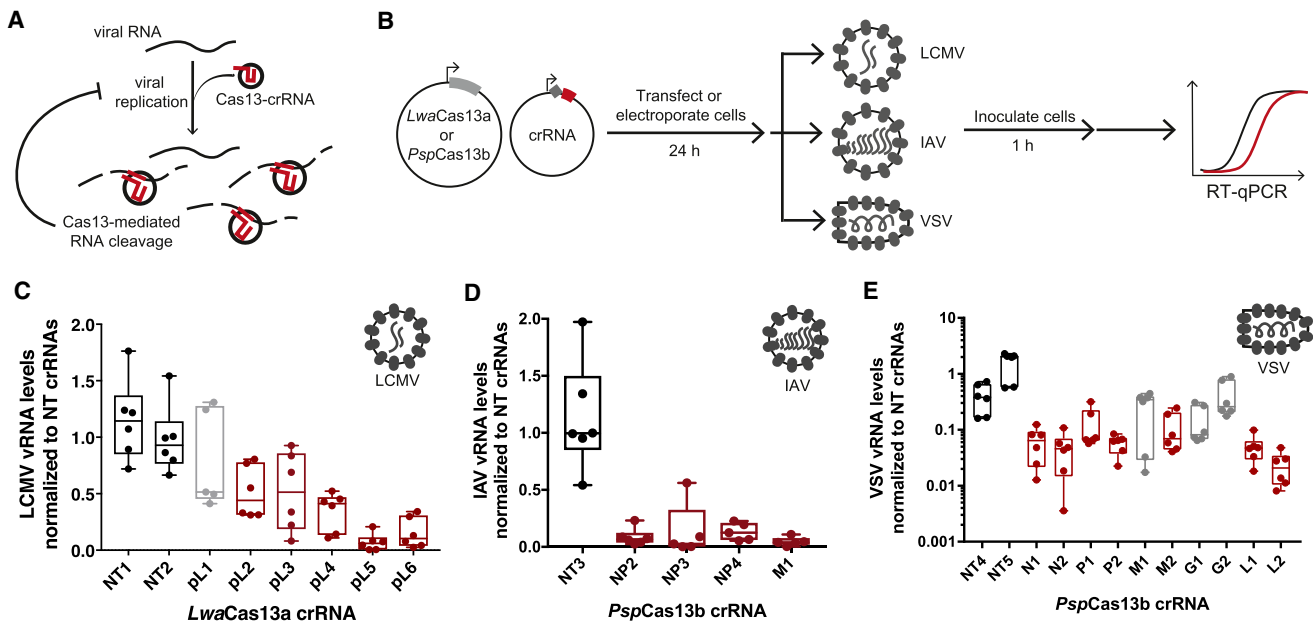 A
viral RNA
viral
replication
Cas13-crRNA
Cas13-mediated
RNA cleavage
B
LwaCas13a
or
PspCas13b
crRNA
Transfect or
electroporate cells
24 h
LCMV
IAV
VSV
Inoculate cells
1 h
RT-qPCR
C
LCMV vRNA levels
normalized to NT crRNAs
2.0
1.5
1.0
0.5
0.0
LCMV
NT1 NT2 pL1 pL2 pL3 pL4 pL5 pL6
LwaCas13a crRNA
D
IAV vRNA levels
normalized to NT crRNAs
2.0
1.5
1.0
0.5
0.0
IAV
NT3 NP2 NP3 NP4 M1
PspCas13b crRNA
E
VSV vRNA levels
normalized to NT crRNAs
10
1
0.1
0.01
0.001
VSV
NT4 NT5 N1 N2 P1 P2 M1 M2 G1 G2 L1 L2
PspCas13b crRNA